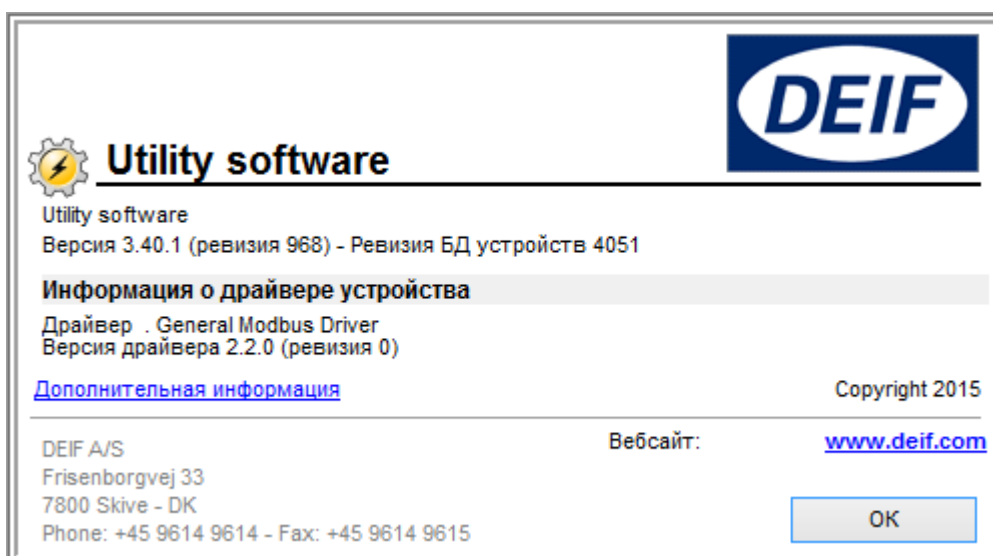 DEIF
Utility software
Utility software
Версия 3.40.1 (ревизия 968) - Ревизия БД устройств 4051
Информация о драйвере устройства
Драйвер . General Modbus Driver
Версия драйвера 2.2.0 (ревизия 0)
Дополнительная информация
Copyright 2015
DEIF A/S
Frisenborgvej 33
7800 Skive - DK
Phone: +45 9614 9614 - Fax: +45 9614 9615
Вебсайт:
www.deif.com
OK